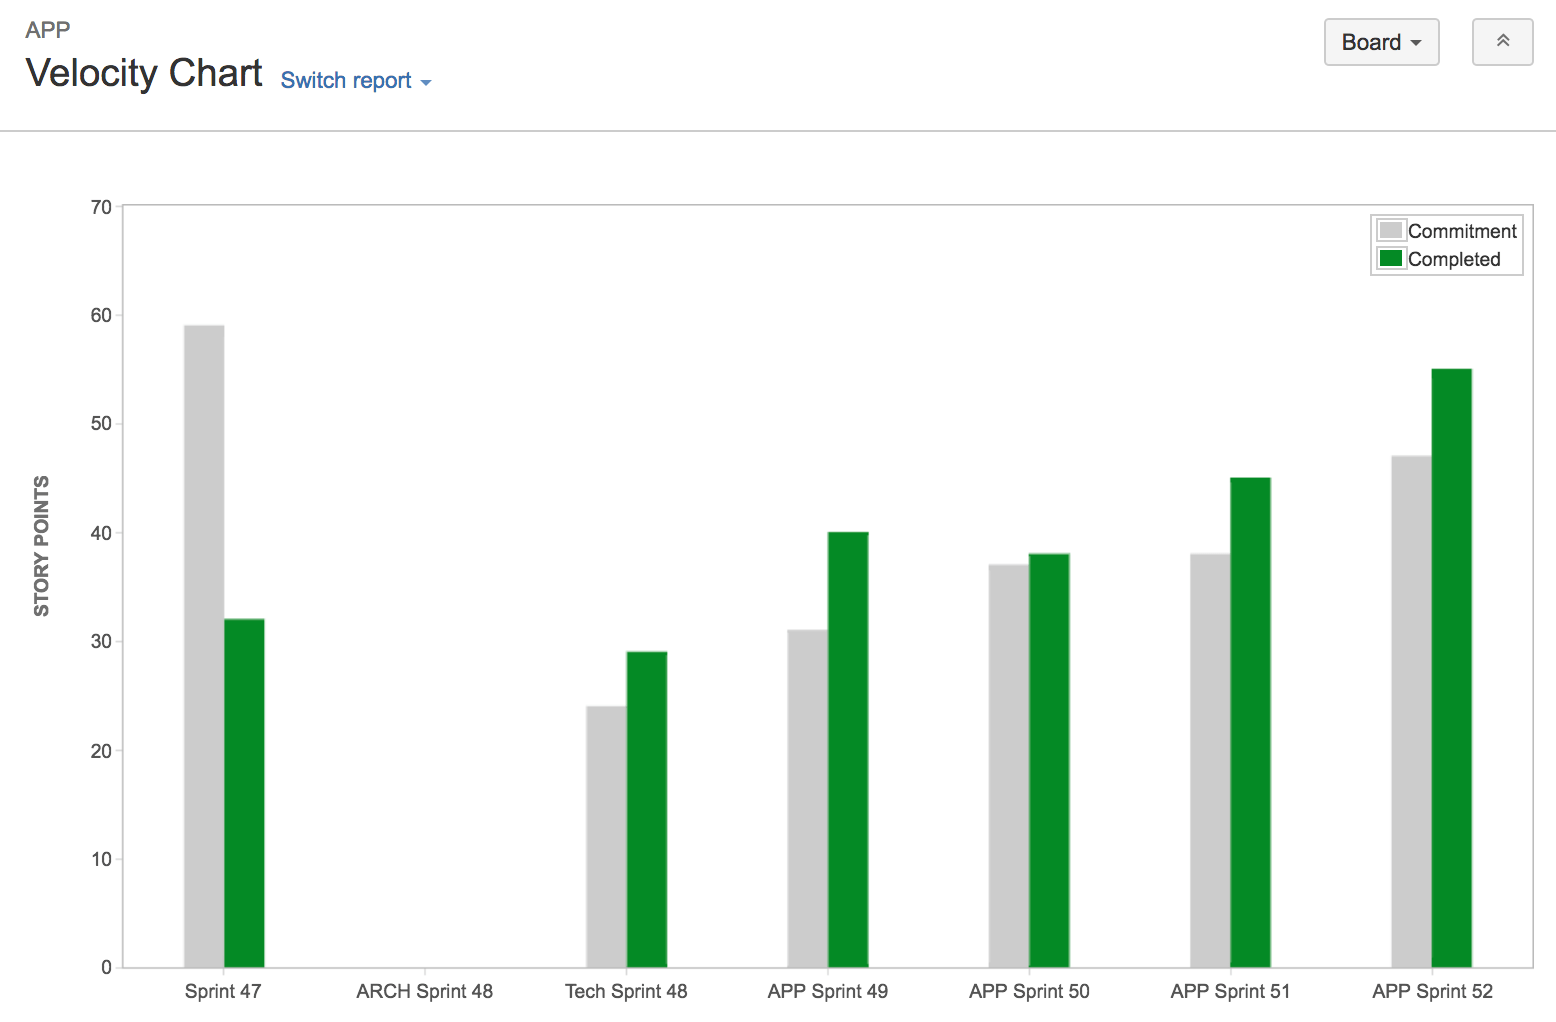 APP
Velocity Chart Switch report
Board
Commitment
Completed
STORY POINTS
70
60
50
40
30
20
10
0
Sprint 47 ARCH Sprint 48 Tech Sprint 48 APP Sprint 49 APP Sprint 50 APP Sprint 51 APP Sprint 52